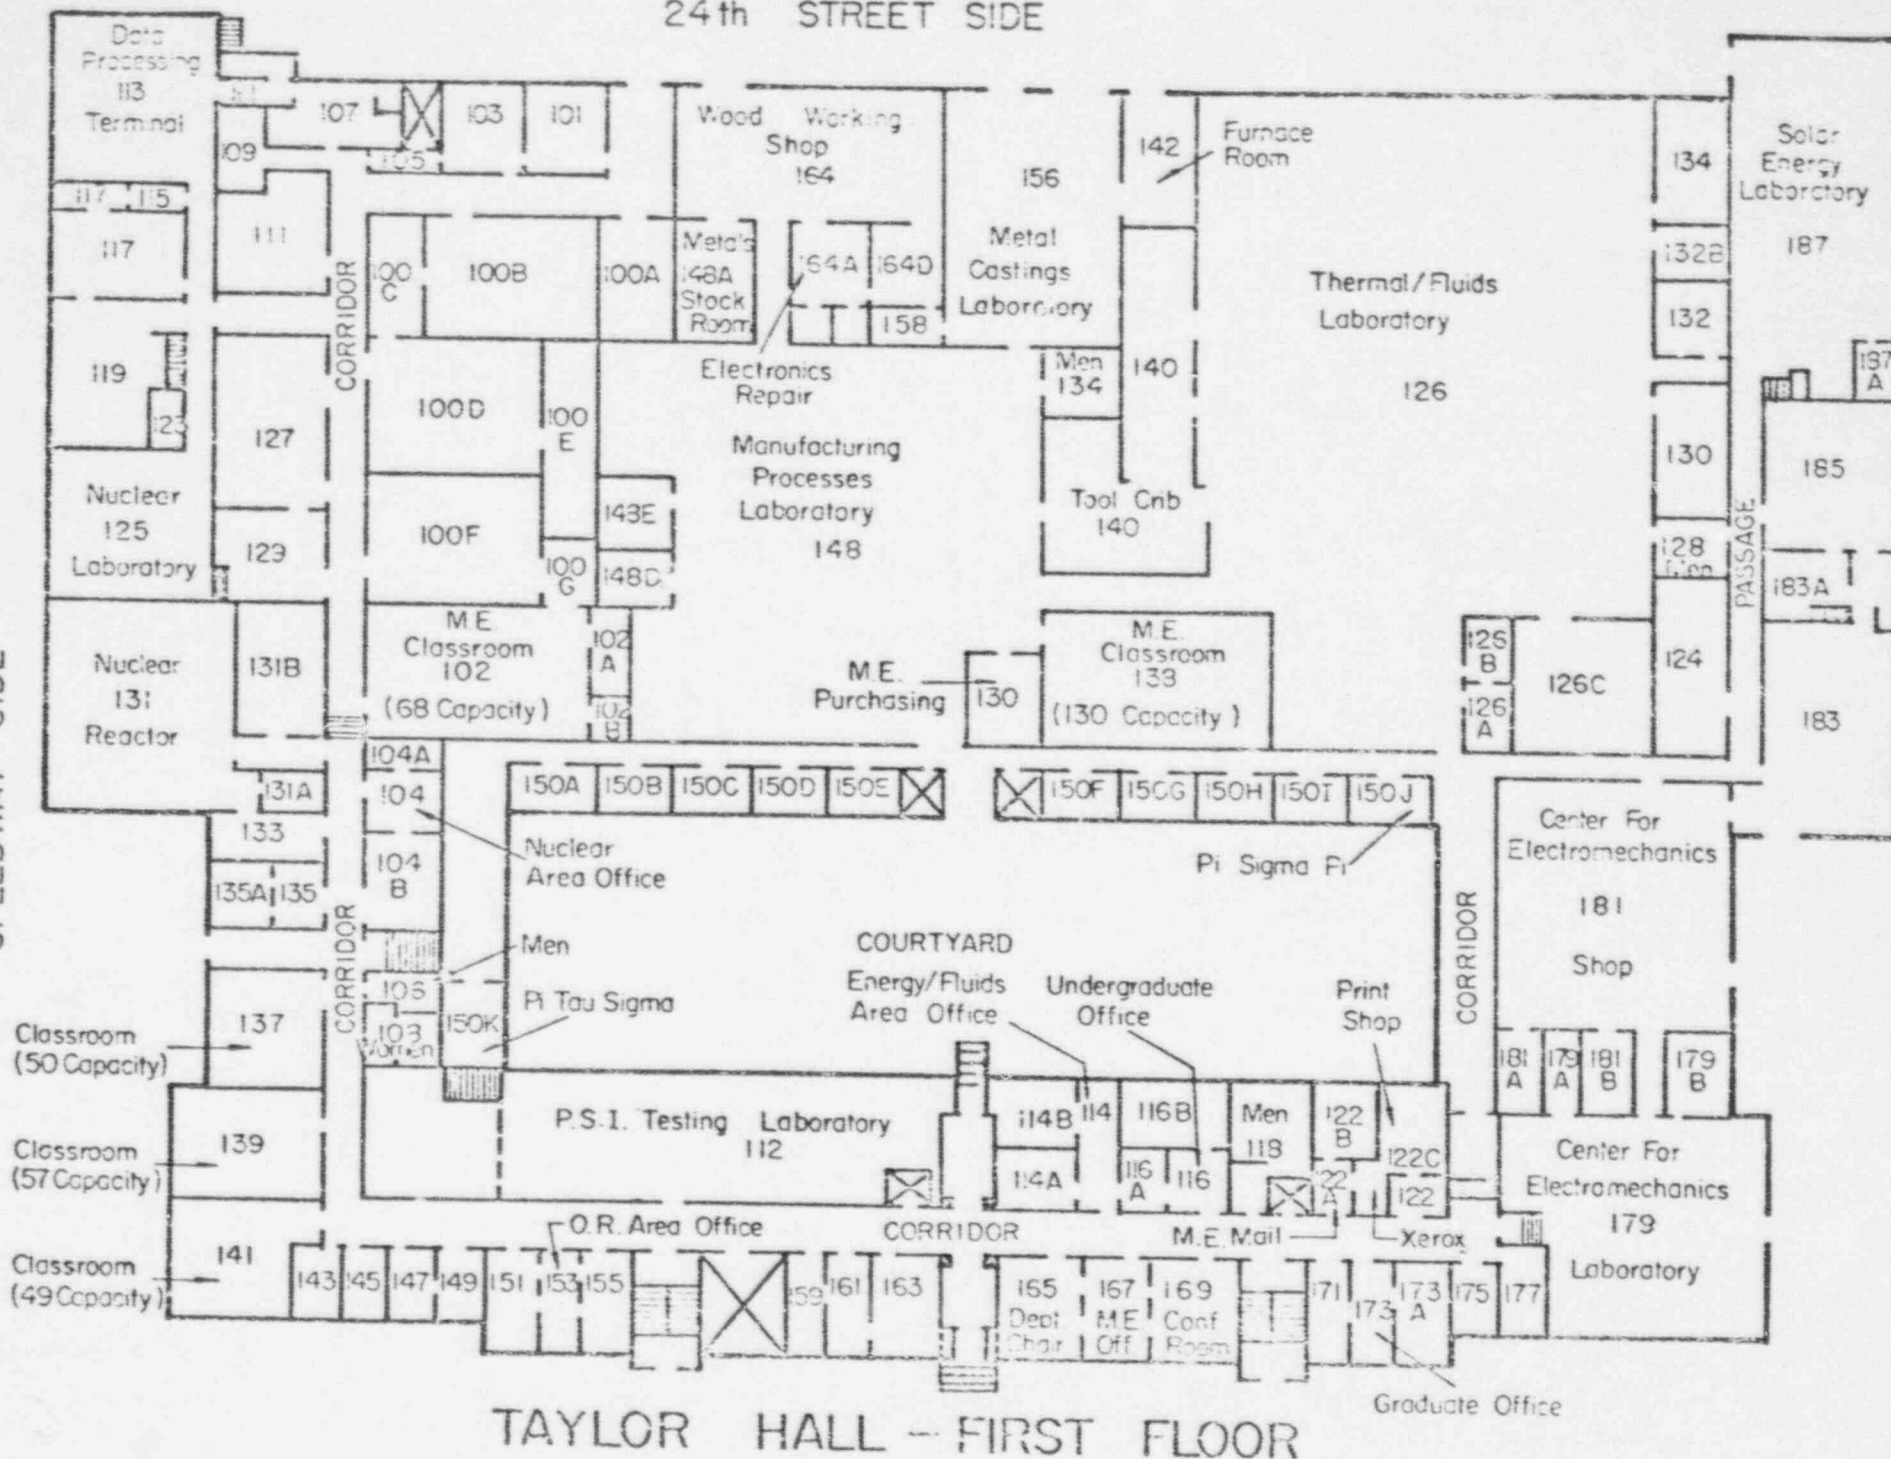 24th STREET SIDE
Data
Processing
113
Terminal
107
103
101
Wood Working
Shop
164
142
Furnace
Room
134
Solar
Energy
Laboratory
187
109
105
156
117
115
117
111
CORRIDOR
100
C
100B
100A
Metals
148A
Stock
Room
164A
164D
158
Metal
Castings
Laboratory
Thermal/Fluids
Laboratory
126
132B
132
187
A
119
123
127
100D
100
E
Electronics
Repair
Men
134
140
130
185
Manufacturing
Processes
Laboratory
148
Nuclear
125
Laboratory
129
100F
100
G
148E
148D
Tool Crib
140
128
PASSAGE
183A
Nuclear
131
Reactor
131B
M.E.
Classroom
102
(68 Capacity)
102
A
102
B
M.E.
Purchasing
130
M.E.
Classroom
138
(130 Capacity)
126
B
126
A
126C
124
183
104A
104
131A
133
135A
135
104
B
150A
150B
150C
150D
150E
150F
150G
150H
150I
150J
Nuclear
Area Office
Pi Sigma Pi
Center For
Electromechanics
181
Shop
CORRIDOR
CORRIDOR
Men
COURTYARD
Energy/Fluids
Area Office
Undergraduate
Office
Print
Shop
Pi Tau Sigma
106
150K
108
Women
Classroom
(50 Capacity)
137
181
A
179
A
181
B
179
B
Classroom
(57 Capacity)
139
P.S.I. Testing Laboratory
112
114B
114
116B
Men
118
122
B
122C
114A
116
A
116
122
A
122
Center For
Electromechanics
179
Laboratory
O.R. Area Office
CORRIDOR
M.E. Mail
Xerox
Classroom
(49 Capacity)
141
143
145
147
149
151
153
155
159
161
163
165
Dept.
Chair
167
M.E.
Off
169
Conf
Room
171
173
173
A
175
177
Graduate Office
TAYLOR HALL – FIRST FLOOR